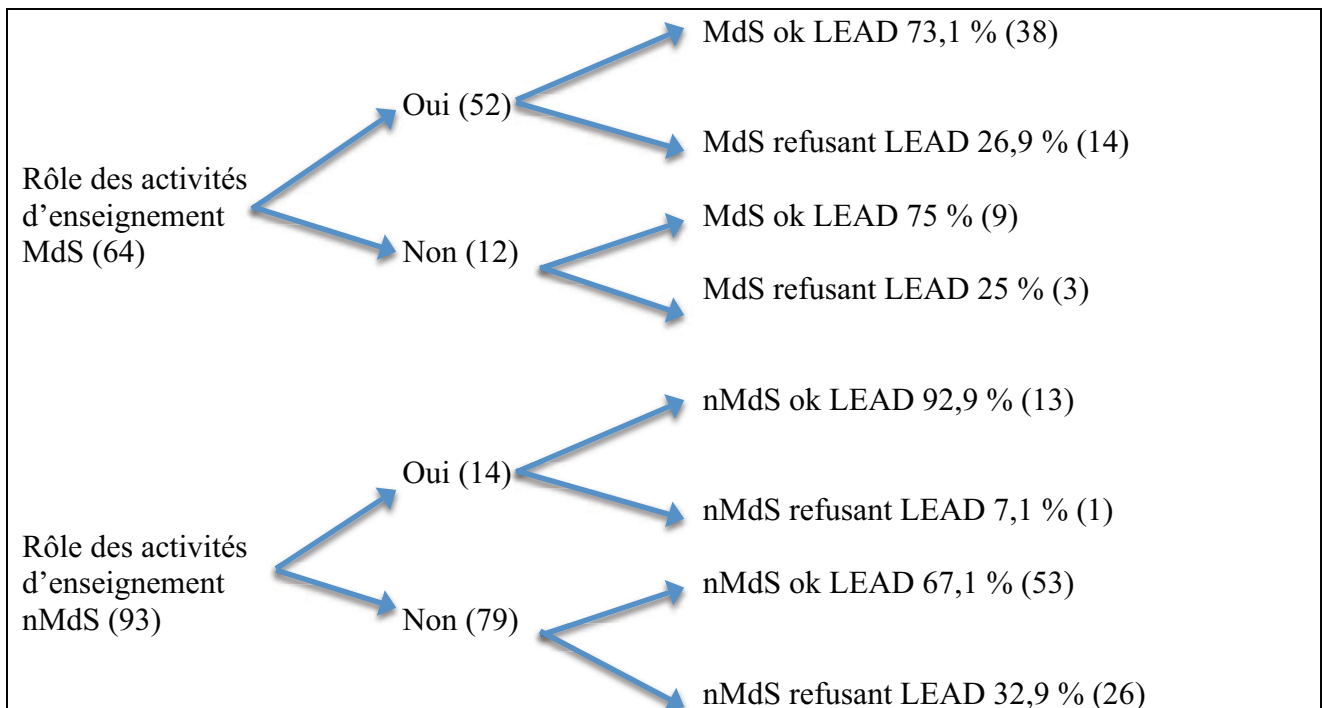 MdS ok LEAD 73,1 % (38)
Oui (52)
MdS refusant LEAD 26,9 % (14)
Rôle des activités
d’enseignement
MdS (64)
MdS ok LEAD 75 % (9)
Non (12)
MdS refusant LEAD 25 % (3)
nMdS ok LEAD 92,9 % (13)
Oui (14)
nMdS refusant LEAD 7,1 % (1)
Rôle des activités
d’enseignement
nMdS (93)
nMdS ok LEAD 67,1 % (53)
Non (79)
nMdS refusant LEAD 32,9 % (26)